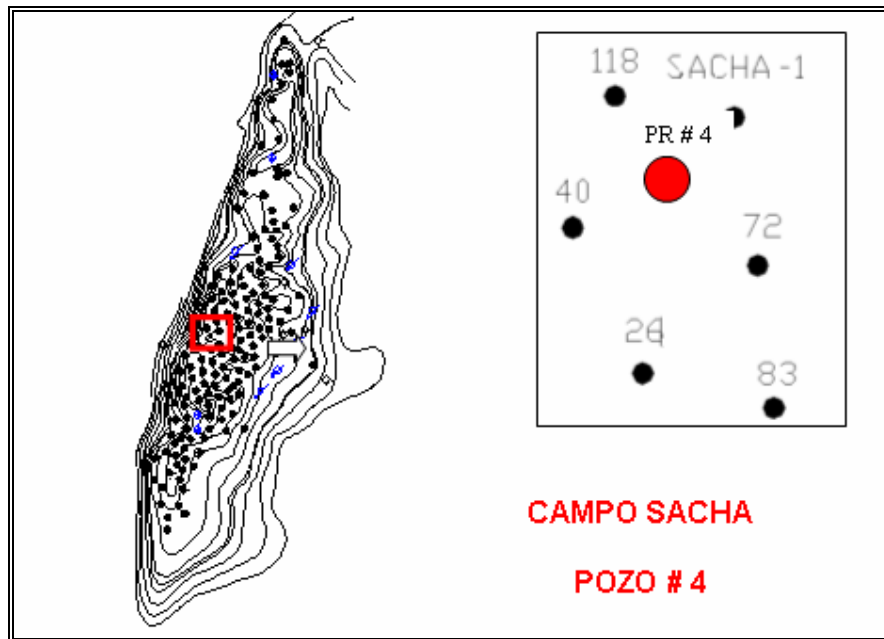 118 SACHA-1
PR # 4
40
72
26
83
CAMPO SACHA
POZO # 4